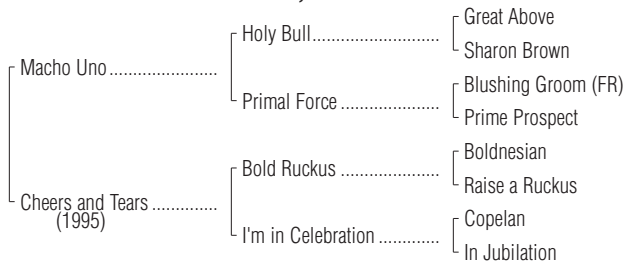 Great Above
Holy Bull
Sharon Brown
Macho Uno
Blushing Groom (FR)
Primal Force
Prime Prospect
Boldnesian
Bold Ruckus
Raise a Ruckus
Cheers and Tears
(1995)
Copelan
I'm in Celebration
In Jubilation